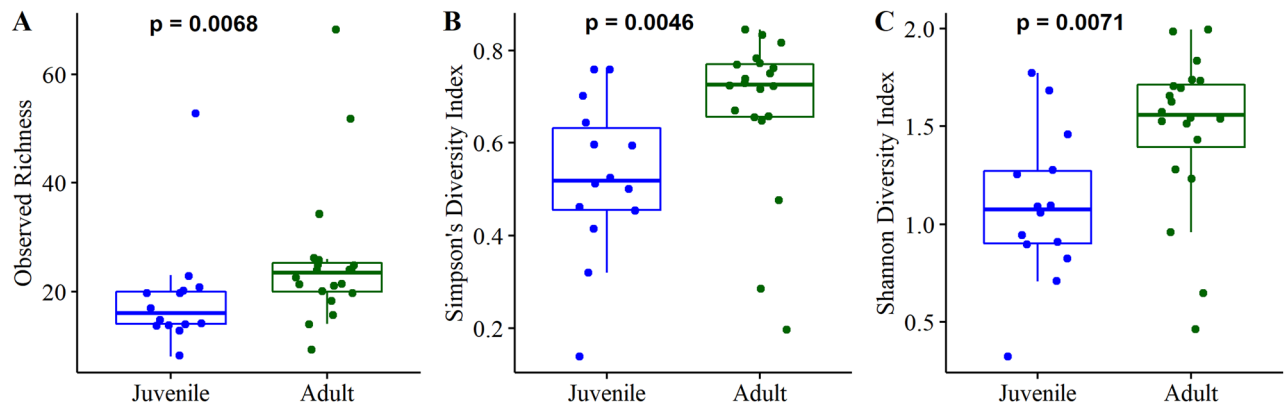 A
p = 0.0068
Observed Richness
60
40
20
Juvenile
Adult
B
p = 0.0046
Simpson's Diversity Index
0.8
0.6
0.4
0.2
Juvenile
Adult
C
p = 0.0071
Shannon Diversity Index
2.0
1.5
1.0
0.5
Juvenile
Adult